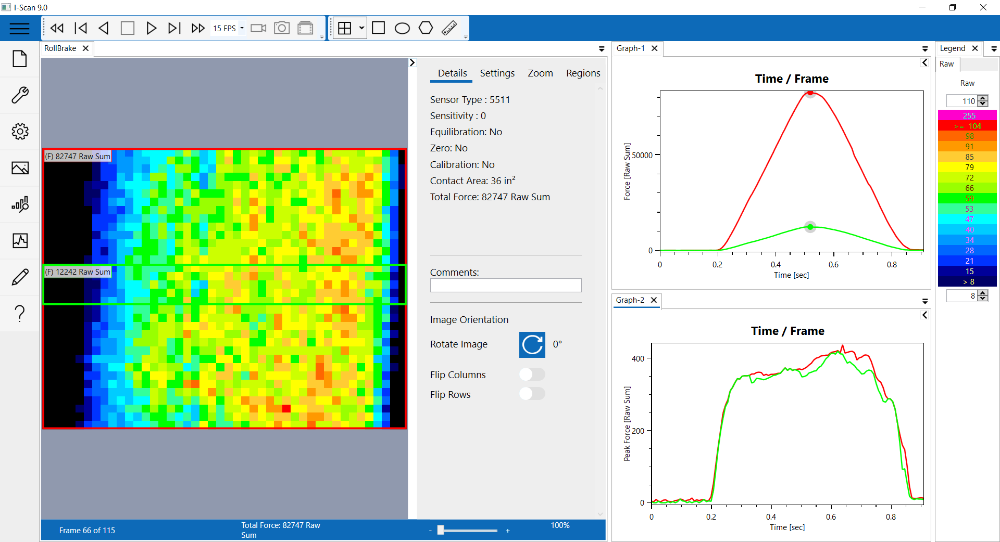 I-Scan 9.0
15 FPS
RollBrake
Graph-1
Legend
Details Settings Zoom Regions
Sensor Type : 5511
Sensitivity : 0
Equilibration: No
Zero: No
Calibration: No
Contact Area: 36 in²
Total Force: 82747 Raw Sum
Comments:
Image Orientation
Rotate Image 0°
Flip Columns
Flip Rows
(F) 82747 Raw Sum
(F) 12242 Raw Sum
Frame 66 of 115
Total Force: 82747 Raw
Sum
- +
100%
Time / Frame
Force [Raw Sum]
50000
0
0 0.2 0.4 0.6 0.8
Time [sec]
Graph-2
Time / Frame
Peak Force [Raw Sum]
400
200
0
0 0.2 0.4 0.6 0.8
Time [sec]
Raw
Raw
110
255
>= 104
98
91
85
79
72
66
59
53
47
40
34
28
21
15
> 8
8